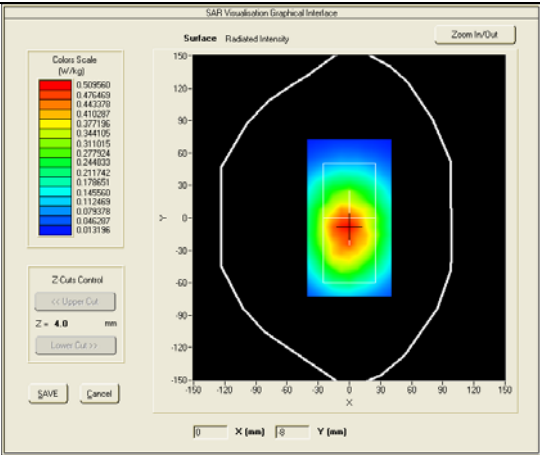 SAR Visualisation Graphical Interface
Surface Radiated Intensity
Zoom In/Out
Colors Scale
(W/kg)
0.509560
0.476469
0.443378
0.410287
0.377196
0.344105
0.311015
0.277924
0.244833
0.211742
0.178651
0.145560
0.112469
0.079378
0.046287
0.013196
150
120
90
60
30
0
-30
-60
-90
-120
-150
Y
-150 -120 -90 -60 -30 0 30 60 90 120 150
X
Z-Cuts Control
<< Upper Cut
Z = 4.0 mm
Lower Cut >>
SAVE Cancel
0 X (mm) -8 Y (mm)